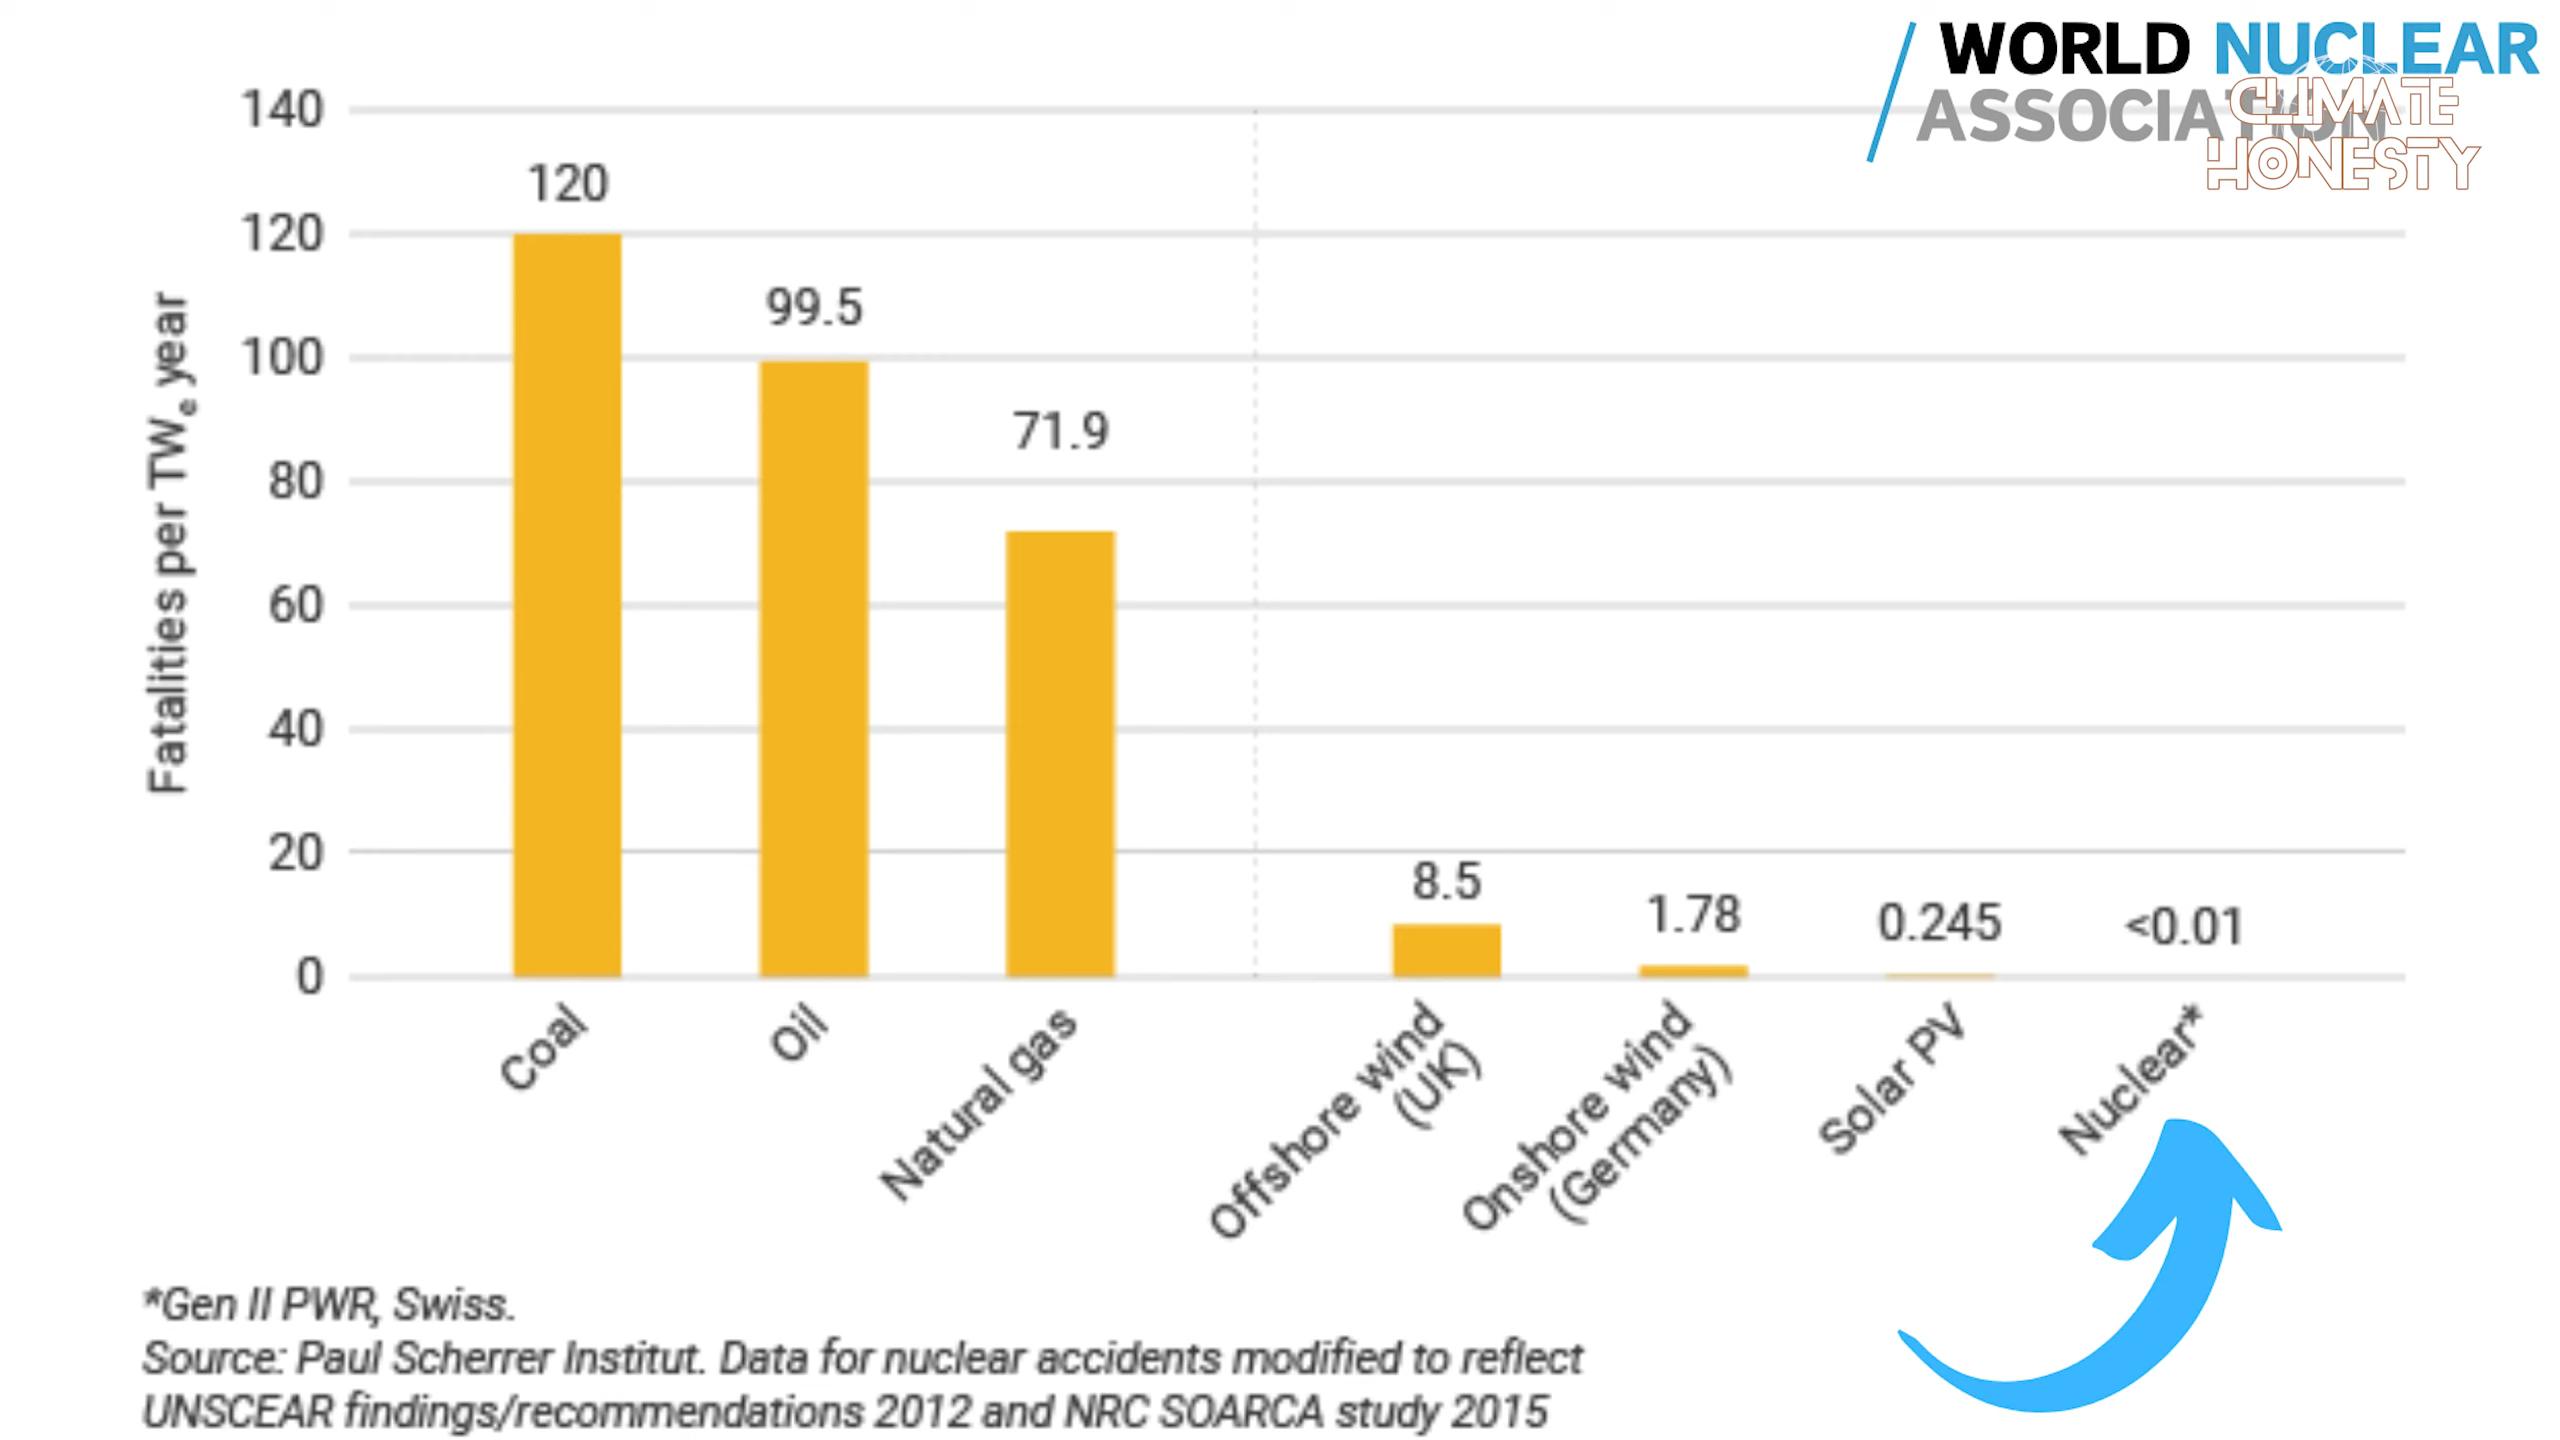 WORLD NUCLEAR
ASSOCIATION
CLIMATE
HONESTY
Fatalities per TWe year
140
120
100
80
60
40
20
0
120
99.5
71.9
8.5
1.78
0.245
<0.01
Coal
Oil
Natural gas
Offshore wind
(UK)
Onshore wind
(Germany)
Solar PV
Nuclear*
*Gen II PWR, Swiss.
Source: Paul Scherrer Institut. Data for nuclear accidents modified to reflect
UNSCEAR findings/recommendations 2012 and NRC SOARCA study 2015